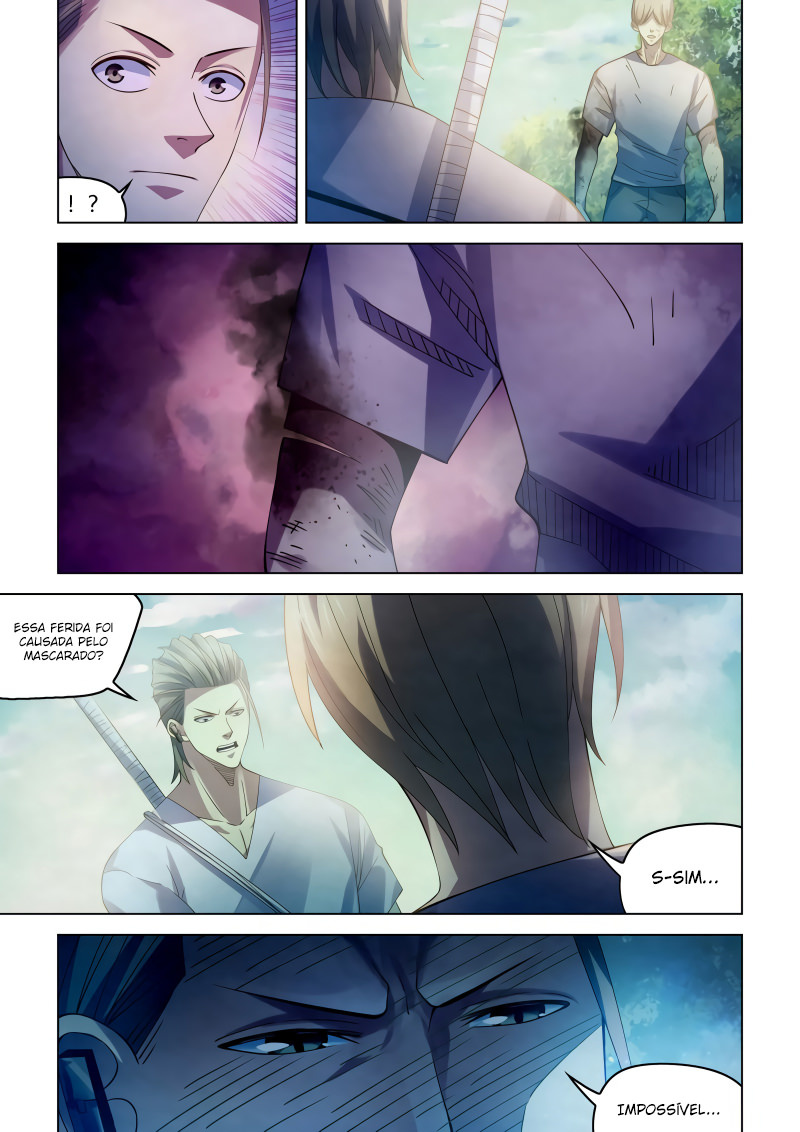 ! ?
ESSA FERIDA FOI
CAUSADA PELO
MASCARADO?
S-SIM...
IMPOSSÍVEL...